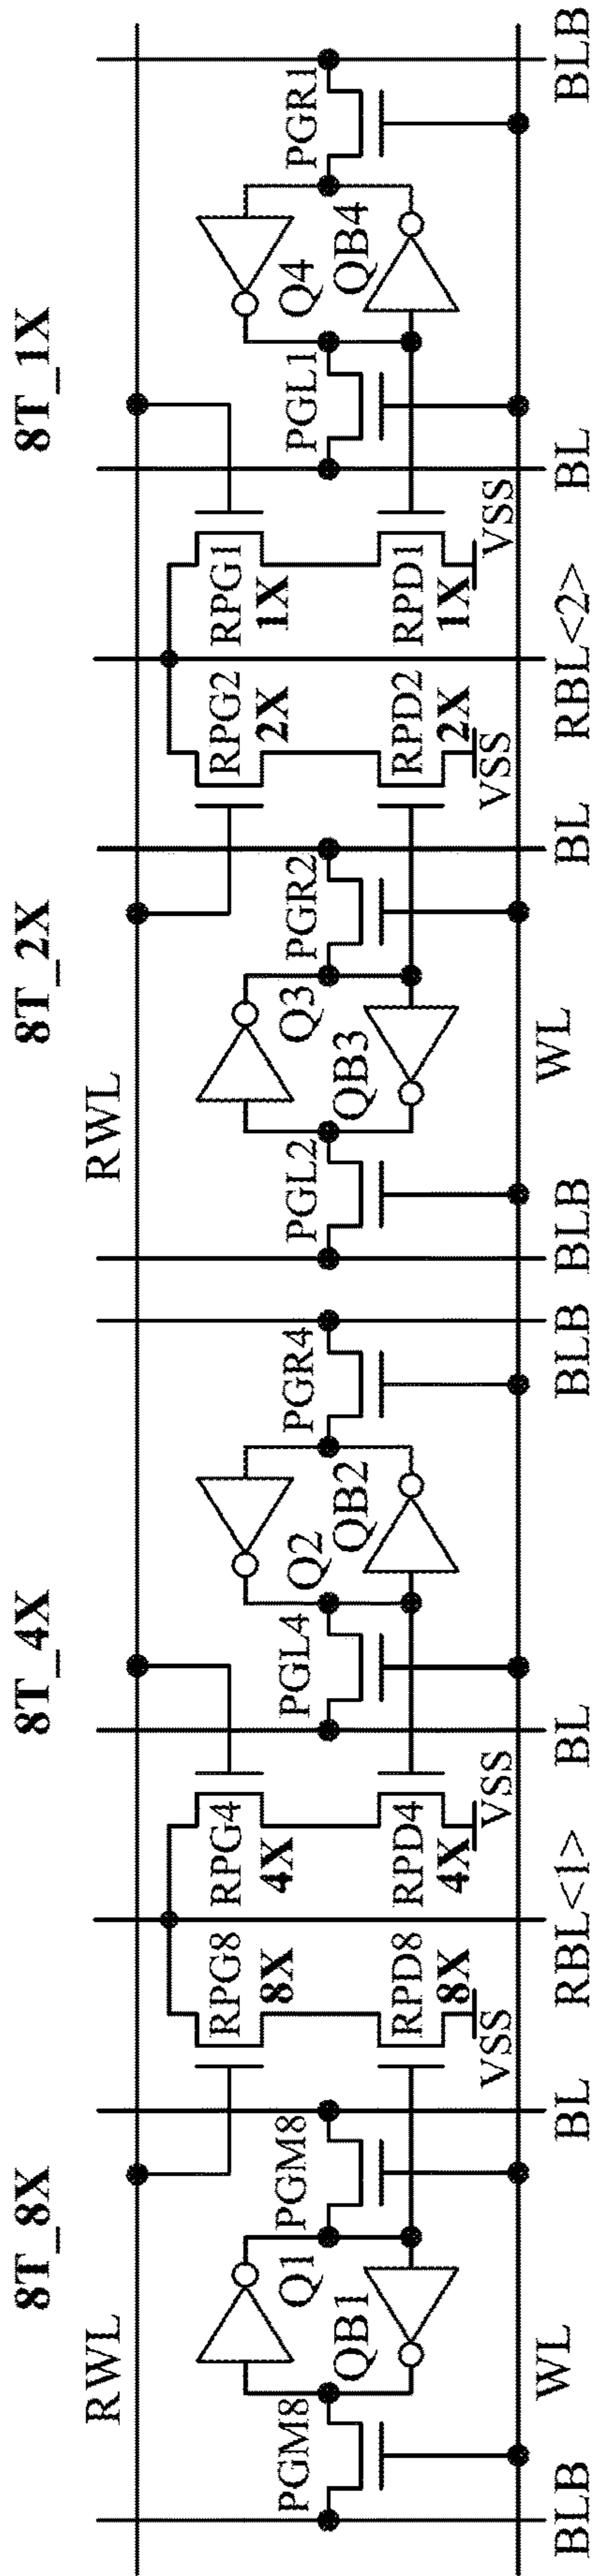 8T_8X 8T_4X 8T_2X 8T_1X
RWL RWL
RPG8 RPG4 RPG2 RPG1
8X 4X 2X 1X
PGM8 Q1 PGM8 PGL4 Q2 PGR4 PGL2 Q3 PGR2 PGL1 Q4 PGR1
QB1 QB2 QB3 QB4
RPD8 RPD4 RPD2 RPD1
8X 4X 2X 1X
VSS VSS VSS VSS
WL WL
BLB BL RBL<1> BL BLB BLB BL RBL<2> BL BLB